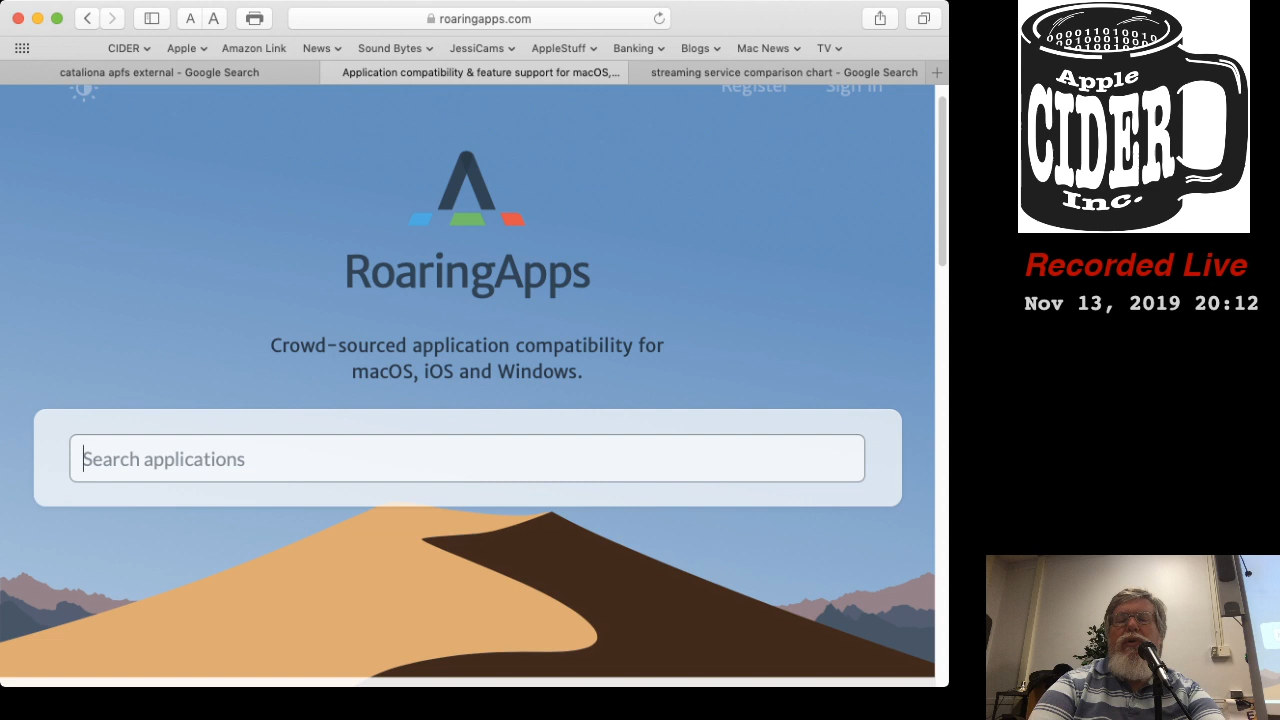 roaringapps.com
A A
CIDER Apple Amazon Link News Sound Bytes JessiCams AppleStuff Banking Blogs Mac News TV
cataliona apfs external - Google Search
Application compatibility & feature support for macOS,...
streaming service comparison chart - Google Search
Register Sign In
RoaringApps
Crowd-sourced application compatibility for
macOS, iOS and Windows.
Search applications
Apple
CIDER
Inc.
Recorded Live
Nov 13, 2019 20:12